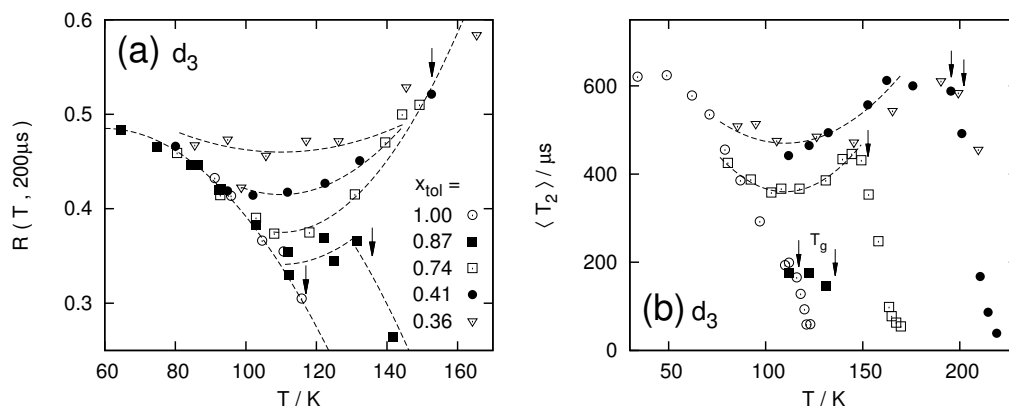 (a) d3
R ( T , 200μs )
0.6
0.5
0.4
0.3
x_tol =
1.00
0.87
0.74
0.41
0.36
60 80 100 120 140 160
T / K
(b) d3
⟨ T2 ⟩ / μs
600
400
200
0
Tg
50 100 150 200
T / K